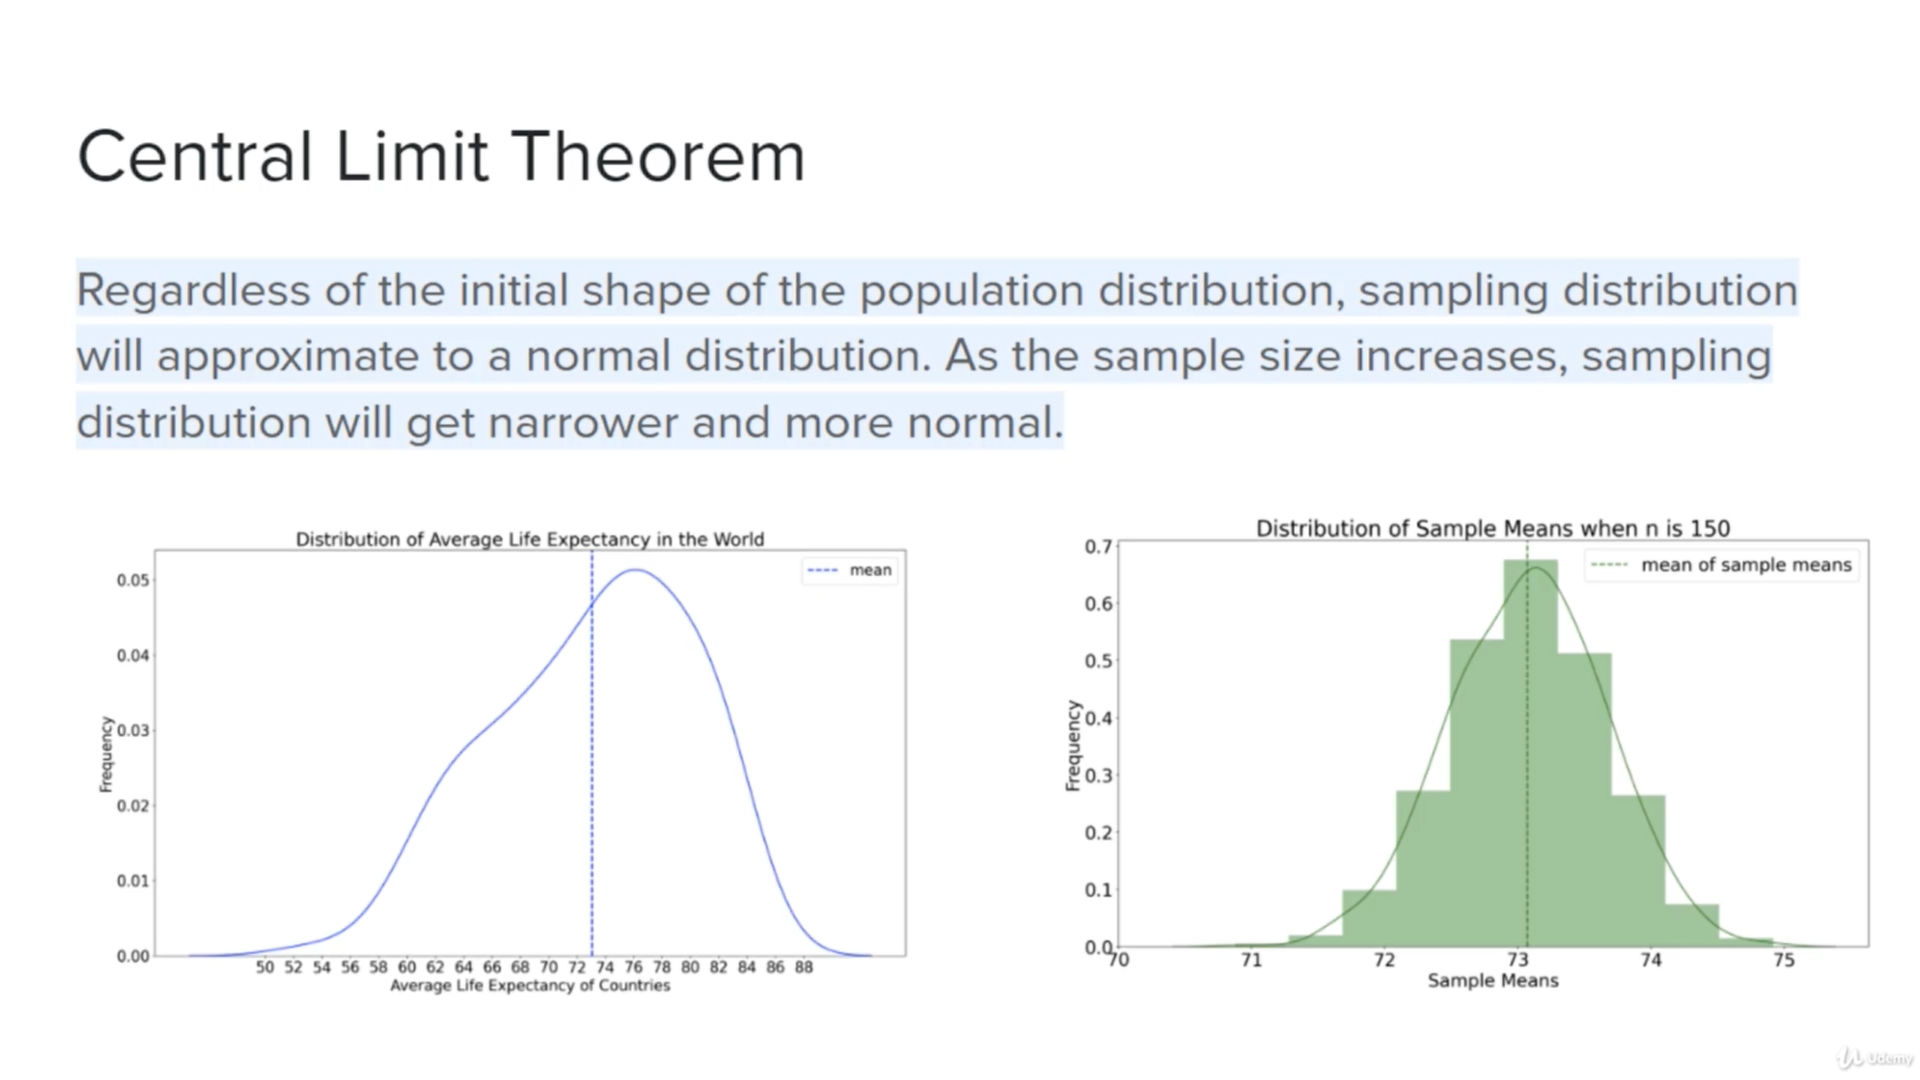 Central Limit Theorem
Regardless of the initial shape of the population distribution, sampling distribution
will approximate to a normal distribution. As the sample size increases, sampling
distribution will get narrower and more normal.
Distribution of Average Life Expectancy in the World
mean
0.05
0.04
0.03
0.02
0.01
0.00
Frequency
50 52 54 56 58 60 62 64 66 68 70 72 74 76 78 80 82 84 86 88
Average Life Expectancy of Countries
Distribution of Sample Means when n is 150
mean of sample means
0.7
0.6
0.5
0.4
0.3
0.2
0.1
0.0
Frequency
70 71 72 73 74 75
Sample Means
Udemy